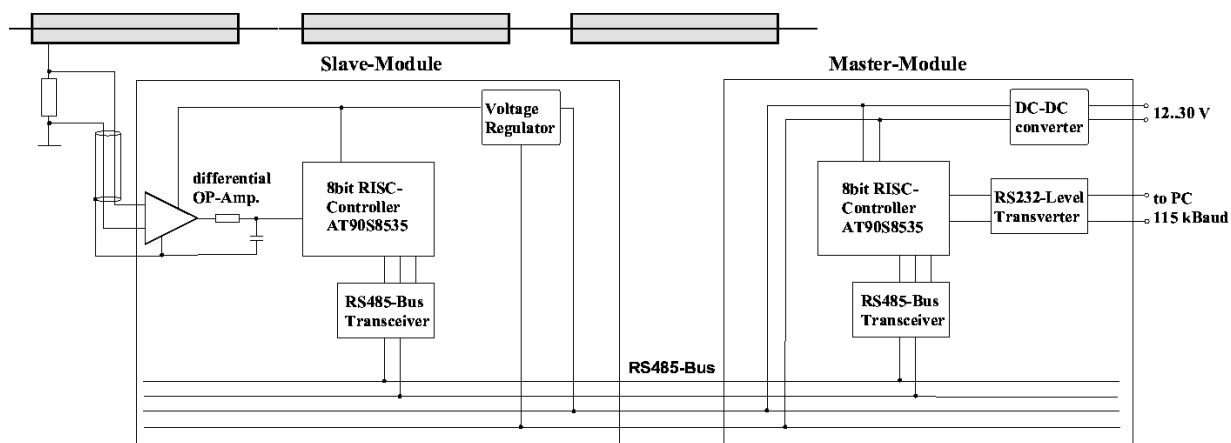 Slave-Module
Master-Module
Voltage
Regulator
DC-DC
converter
12..30 V
differential
OP-Amp.
8bit RISC-
Controller
AT90S8535
8bit RISC-
Controller
AT90S8535
RS232-Level
Transverter
to PC
115 kBaud
RS485-Bus
Transceiver
RS485-Bus
Transceiver
RS485-Bus